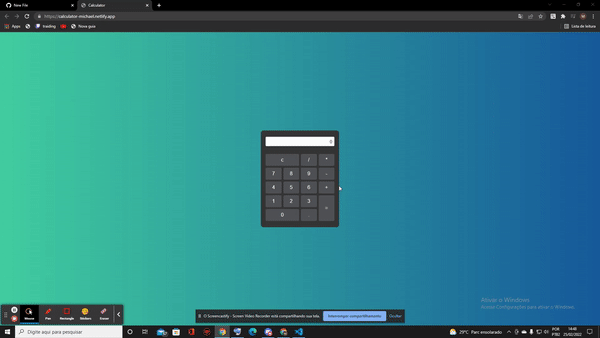 New File
Calculator
https://calculator-michael.netlify.app
Apps
trading
Nova guia
Lista de leitura
0
c / *
7 8 9 -
4 5 6 +
1 2 3 =
0 .
Ativar o Windows
Acesse Configurações para ativar o Windows.
Mouse Pen Rectangle Stickers Eraser
O Screencastify - Screen Video Recorder está compartilhando sua tela.
Interromper compartilhamento
Ocultar
Digite aqui para pesquisar
29°C Parc ensolarado
POR
PTB2
14:48
25/02/2022